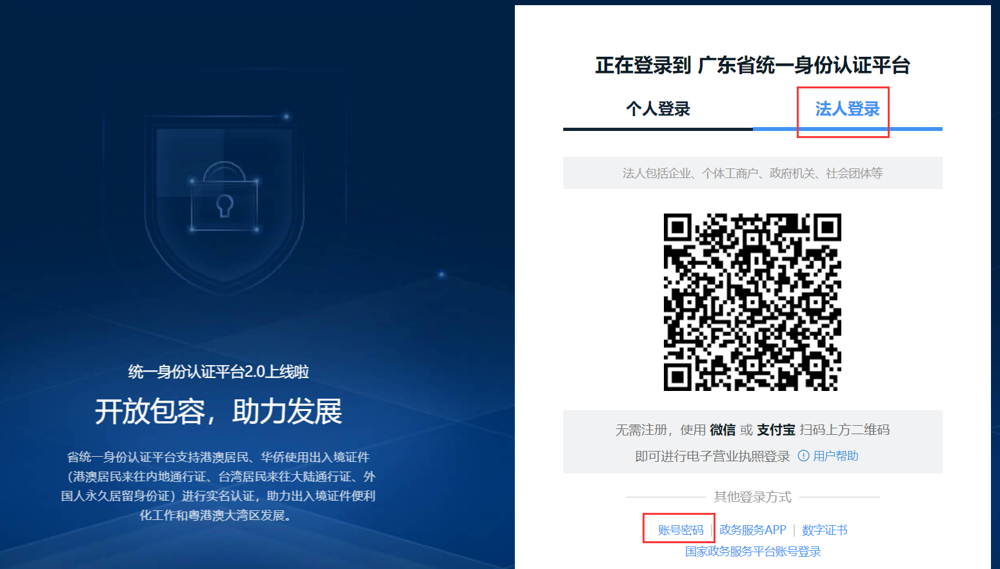 统一身份认证平台2.0上线啦
开放包容，助力发展
省统一身份认证平台支持港澳居民、华侨使用出入境证件
（港澳居民来往内地通行证、台湾居民来往大陆通行证、外
国人永久居留身份证）进行实名认证，助力出入境证件便利
化工作和粤港澳大湾区发展。
正在登录到 广东省统一身份认证平台
个人登录 法人登录
法人包括企业、个体工商户、政府机关、社会团体等
无需注册，使用 微信 或 支付宝 扫码上方二维码
即可进行电子营业执照登录 用户帮助
其他登录方式
账号密码 | 政务服务APP | 数字证书
国家政务服务平台账号登录